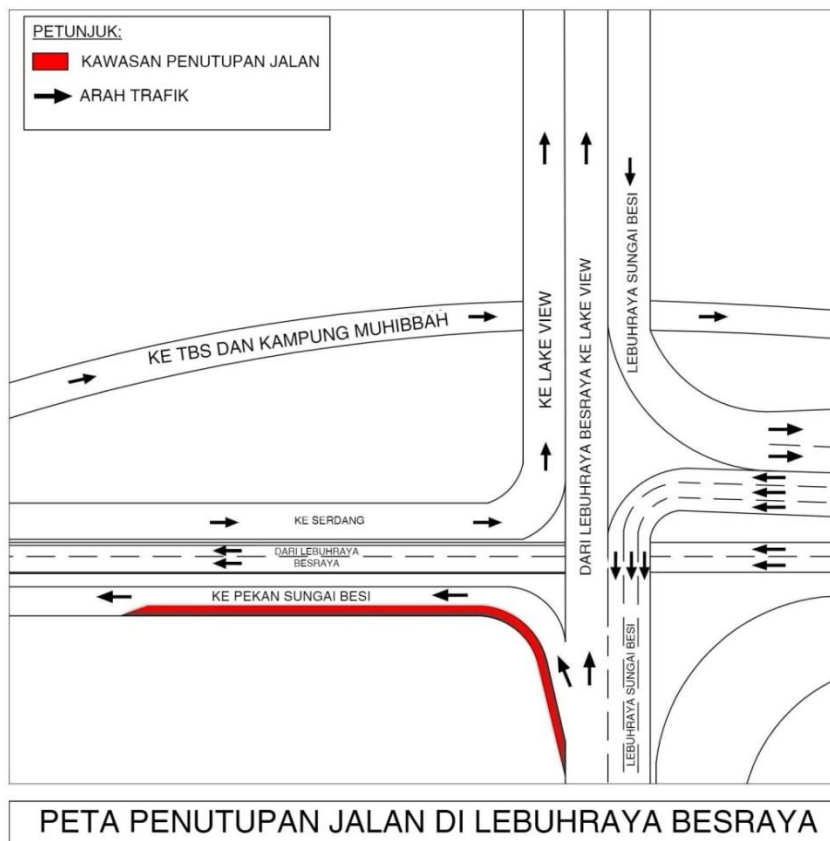 PETUNJUK:
KAWASAN PENUTUPAN JALAN
ARAH TRAFIK
KE LAKE VIEW
DARI LEBUHRAYA BESRAYA KE LAKE VIEW
LEBUHRAYA SUNGAI BESI
KE TBS DAN KAMPUNG MUHIBBAH
KE SERDANG
DARI LEBUHRAYA
BESRAYA
KE PEKAN SUNGAI BESI
LEBUHRAYA SUNGAI BESI
PETA PENUTUPAN JALAN DI LEBUHRAYA BESRAYA